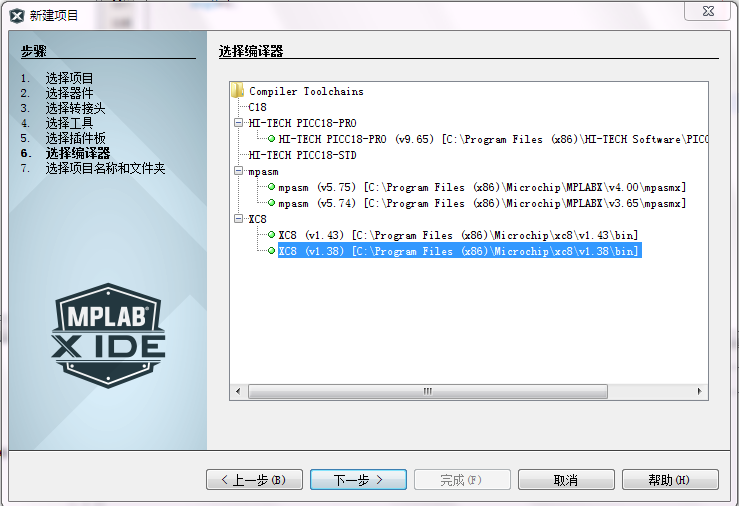 新建项目
步骤
1. 选择项目
2. 选择器件
3. 选择转接头
4. 选择工具
5. 选择插件板
6. 选择编译器
7. 选择项目名称和文件夹
MPLAB®
X IDE
选择编译器
Compiler Toolchains
C18
HI-TECH PICC18-PRO
HI-TECH PICC18-PRO (v9.65) [C:\Program Files (x86)\HI-TECH Software\PICC
HI-TECH PICC18-STD
mpasm
mpasm (v5.75) [C:\Program Files (x86)\Microchip\MPLABX\v4.00\mpasmx]
mpasm (v5.74) [C:\Program Files (x86)\Microchip\MPLABX\v3.65\mpasmx]
XC8
XC8 (v1.43) [C:\Program Files (x86)\Microchip\xc8\v1.43\bin]
XC8 (v1.38) [C:\Program Files (x86)\Microchip\xc8\v1.38\bin]
< 上一步(B) 下一步 > 完成(F) 取消 帮助(H)